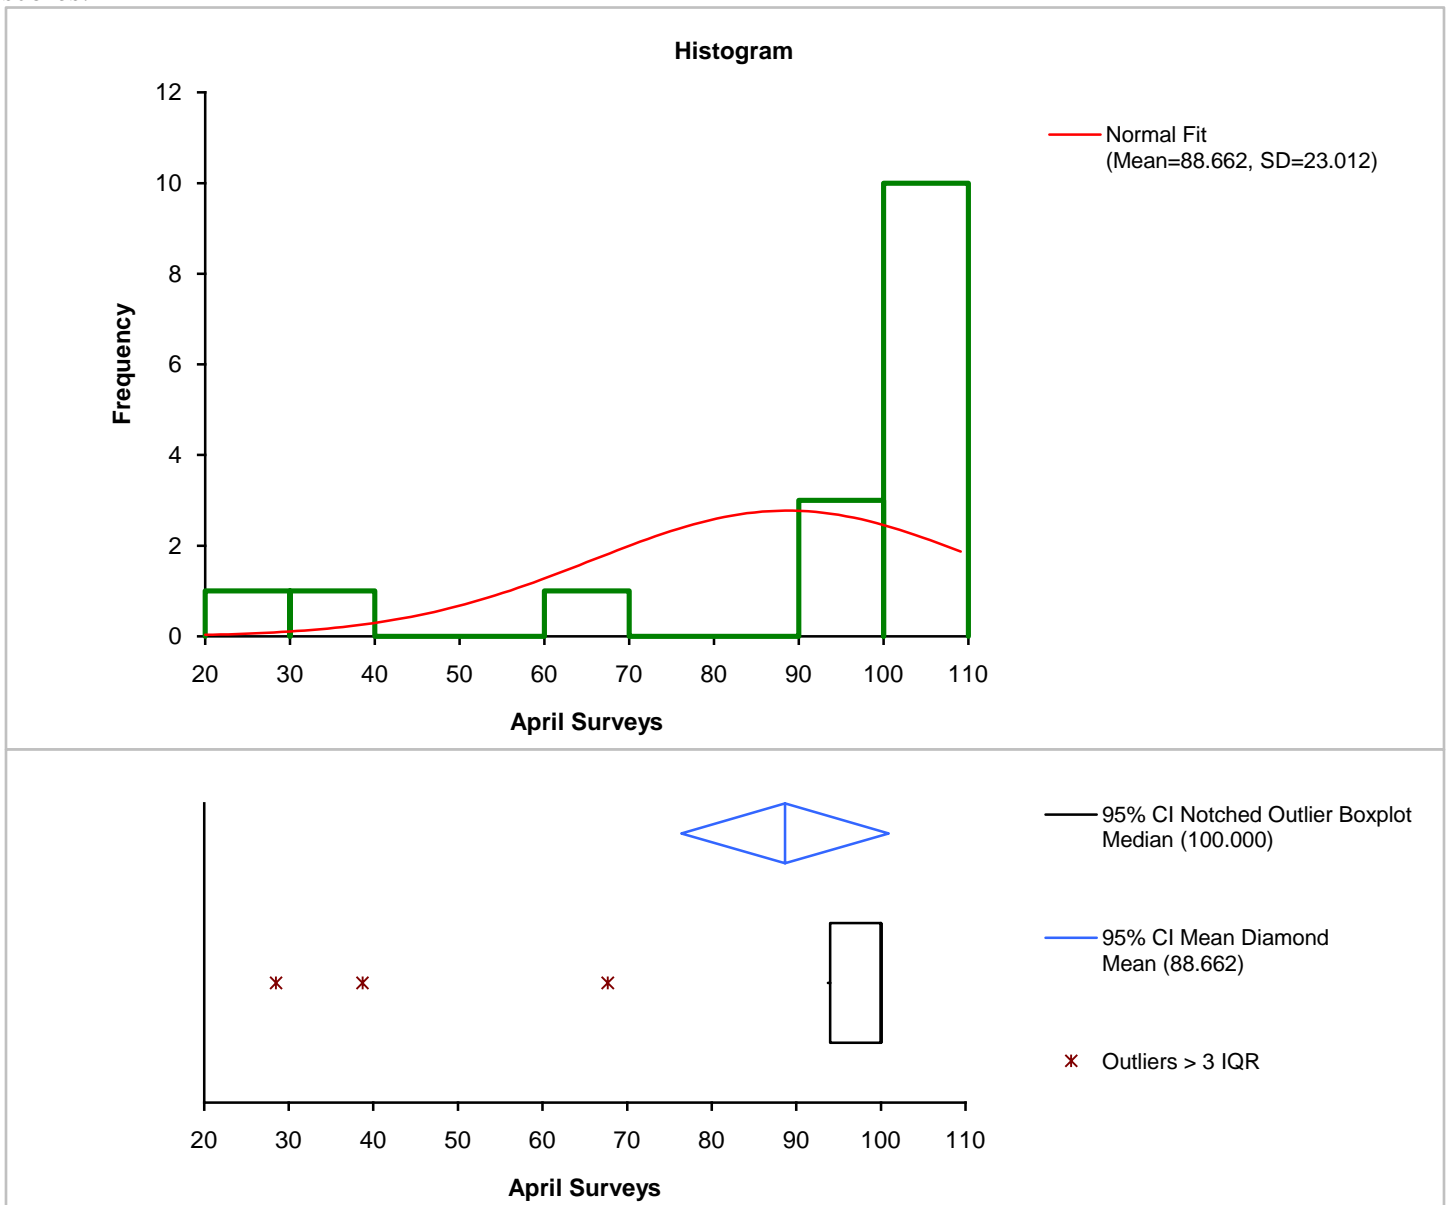 Histogram
12
10
8
6
4
2
0
Frequency
20 30 40 50 60 70 80 90 100 110
April Surveys
Normal Fit
(Mean=88.662, SD=23.012)
95% CI Notched Outlier Boxplot
Median (100.000)
95% CI Mean Diamond
Mean (88.662)
Outliers > 3 IQR
20 30 40 50 60 70 80 90 100 110
April Surveys